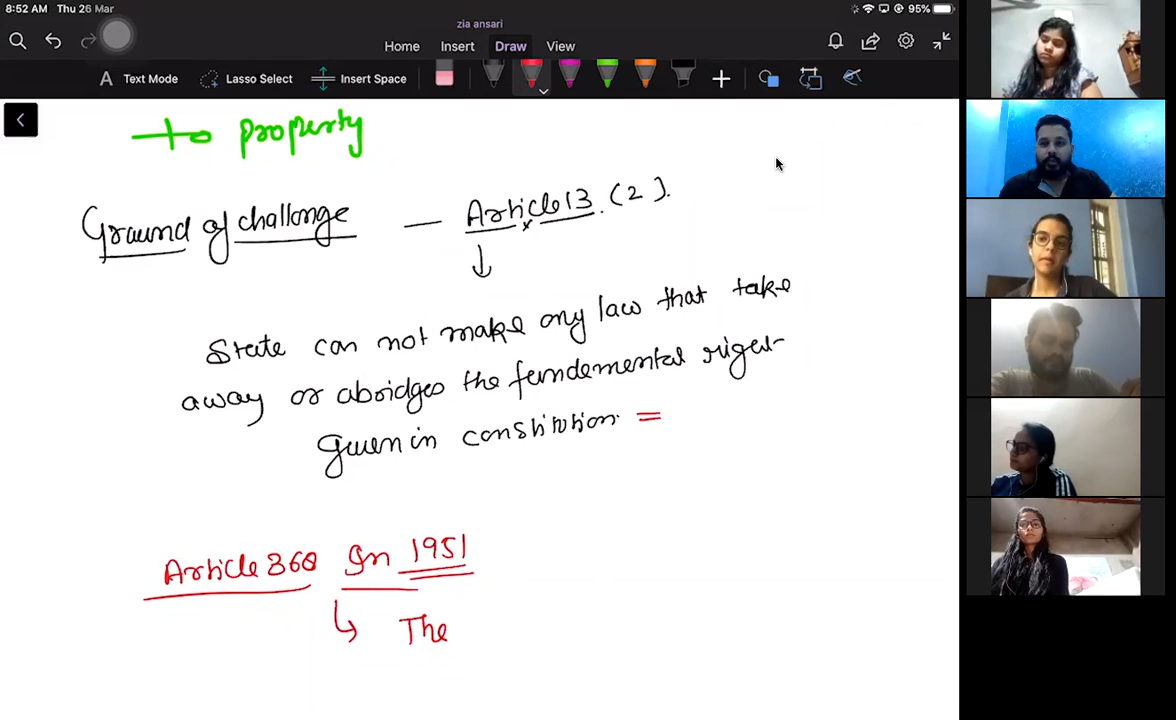 8:52 AM Thu 26 Mar
95%
zia ansari
Home Insert Draw View
Text Mode Lasso Select Insert Space
to property
Ground of challenge — Article 13. (2).
State can not make any law that take
away or abridges the fundemental right
given in constitution =
Article 368 In 1951
The